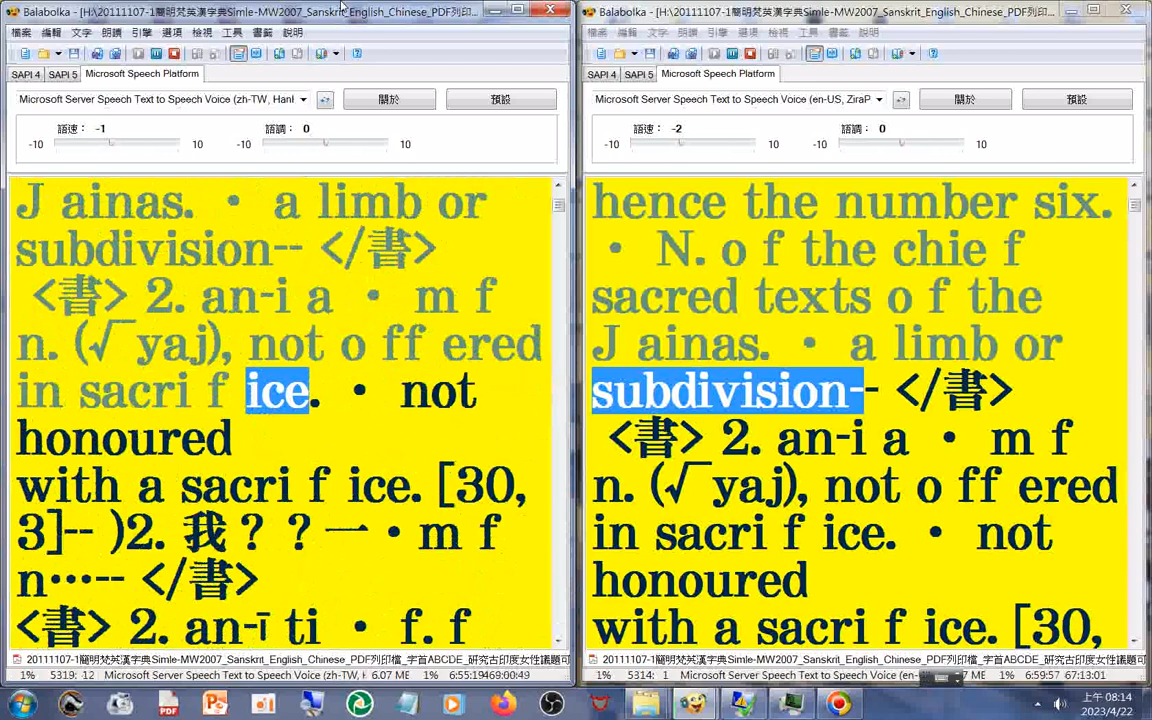 Balabolka - [H:\20111107-1簡明梵英漢字典Simle-MW2007_Sanskrit_English_Chinese_PDF列印...
檔案 編輯 文字 朗讀 引擎 選項 檢視 工具 書籤 說明
SAPI 4 SAPI 5 Microsoft Speech Platform
Microsoft Server Speech Text to Speech Voice (zh-TW, HanI 關於 預設
語速： -1 語調： 0
-10 10 -10 10
J ainas. • a limb or
subdivision-- </書>
<書> 2. an-i a • m f
n. (√ yaj), not o ff ered
in sacri f ice. • not
honoured
with a sacri f ice. [30,
3]-- )2. 我？？一•m f
n…-- </書>
<書> 2. an-ī ti • f. f
20111107-1簡明梵英漢字典Simle-MW2007_Sanskrit_English_Chinese_PDF列印檔_字首ABCDE_研究古印度女性議題可
1% 5319: 12 Microsoft Server Speech Text to Speech Voice (zh-TW, 6.07 ME 1% 6:55:19469:00:49
Balabolka - [H:\20111107-1簡明梵英漢字典Simle-MW2007_Sanskrit_English_Chinese_PDF列印...
檔案 編輯 文字 朗讀 引擎 選項 檢視 工具 書籤 說明
SAPI 4 SAPI 5 Microsoft Speech Platform
Microsoft Server Speech Text to Speech Voice (en-US, ZiraP 關於 預設
語速： -2 語調： 0
-10 10 -10 10
hence the number six.
• N. o f the chie f
sacred texts o f the
J ainas. • a limb or
subdivision-- </書>
<書> 2. an-i a • m f
n. (√ yaj), not o ff ered
in sacri f ice. • not
honoured
with a sacri f ice. [30,
20111107-1簡明梵英漢字典Simle-MW2007_Sanskrit_English_Chinese_PDF列印檔_字首ABCDE_研究古印度女性議題可
1% 5314: 1 Microsoft Server Speech Text to Speech Voice (en-U ME 1% 6:59:57 67:13:01
PDF
上午 08:14
2023/4/22